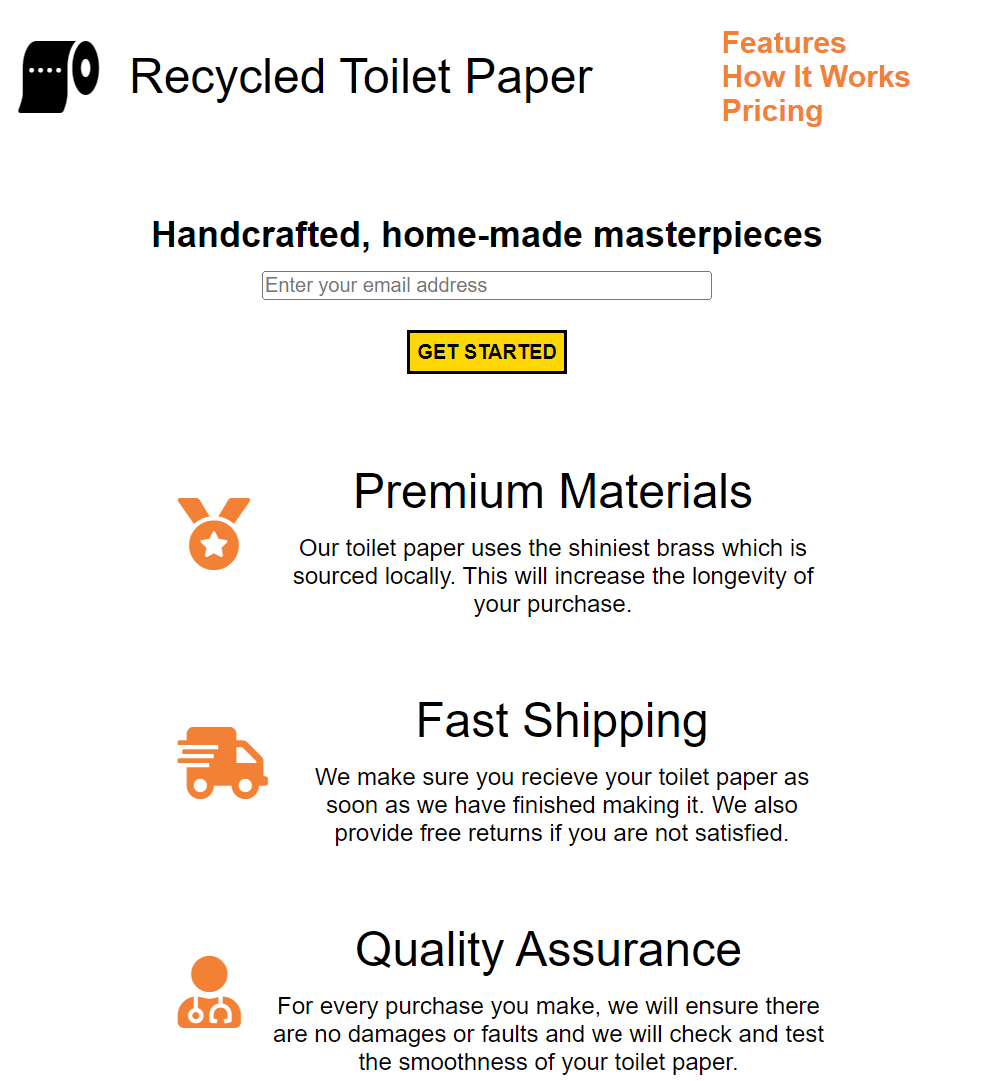 Recycled Toilet Paper
Features
How It Works
Pricing
Handcrafted, home-made masterpieces
Enter your email address
GET STARTED
Premium Materials
Our toilet paper uses the shiniest brass which is
sourced locally. This will increase the longevity of
your purchase.
Fast Shipping
We make sure you recieve your toilet paper as
soon as we have finished making it. We also
provide free returns if you are not satisfied.
Quality Assurance
For every purchase you make, we will ensure there
are no damages or faults and we will check and test
the smoothness of your toilet paper.